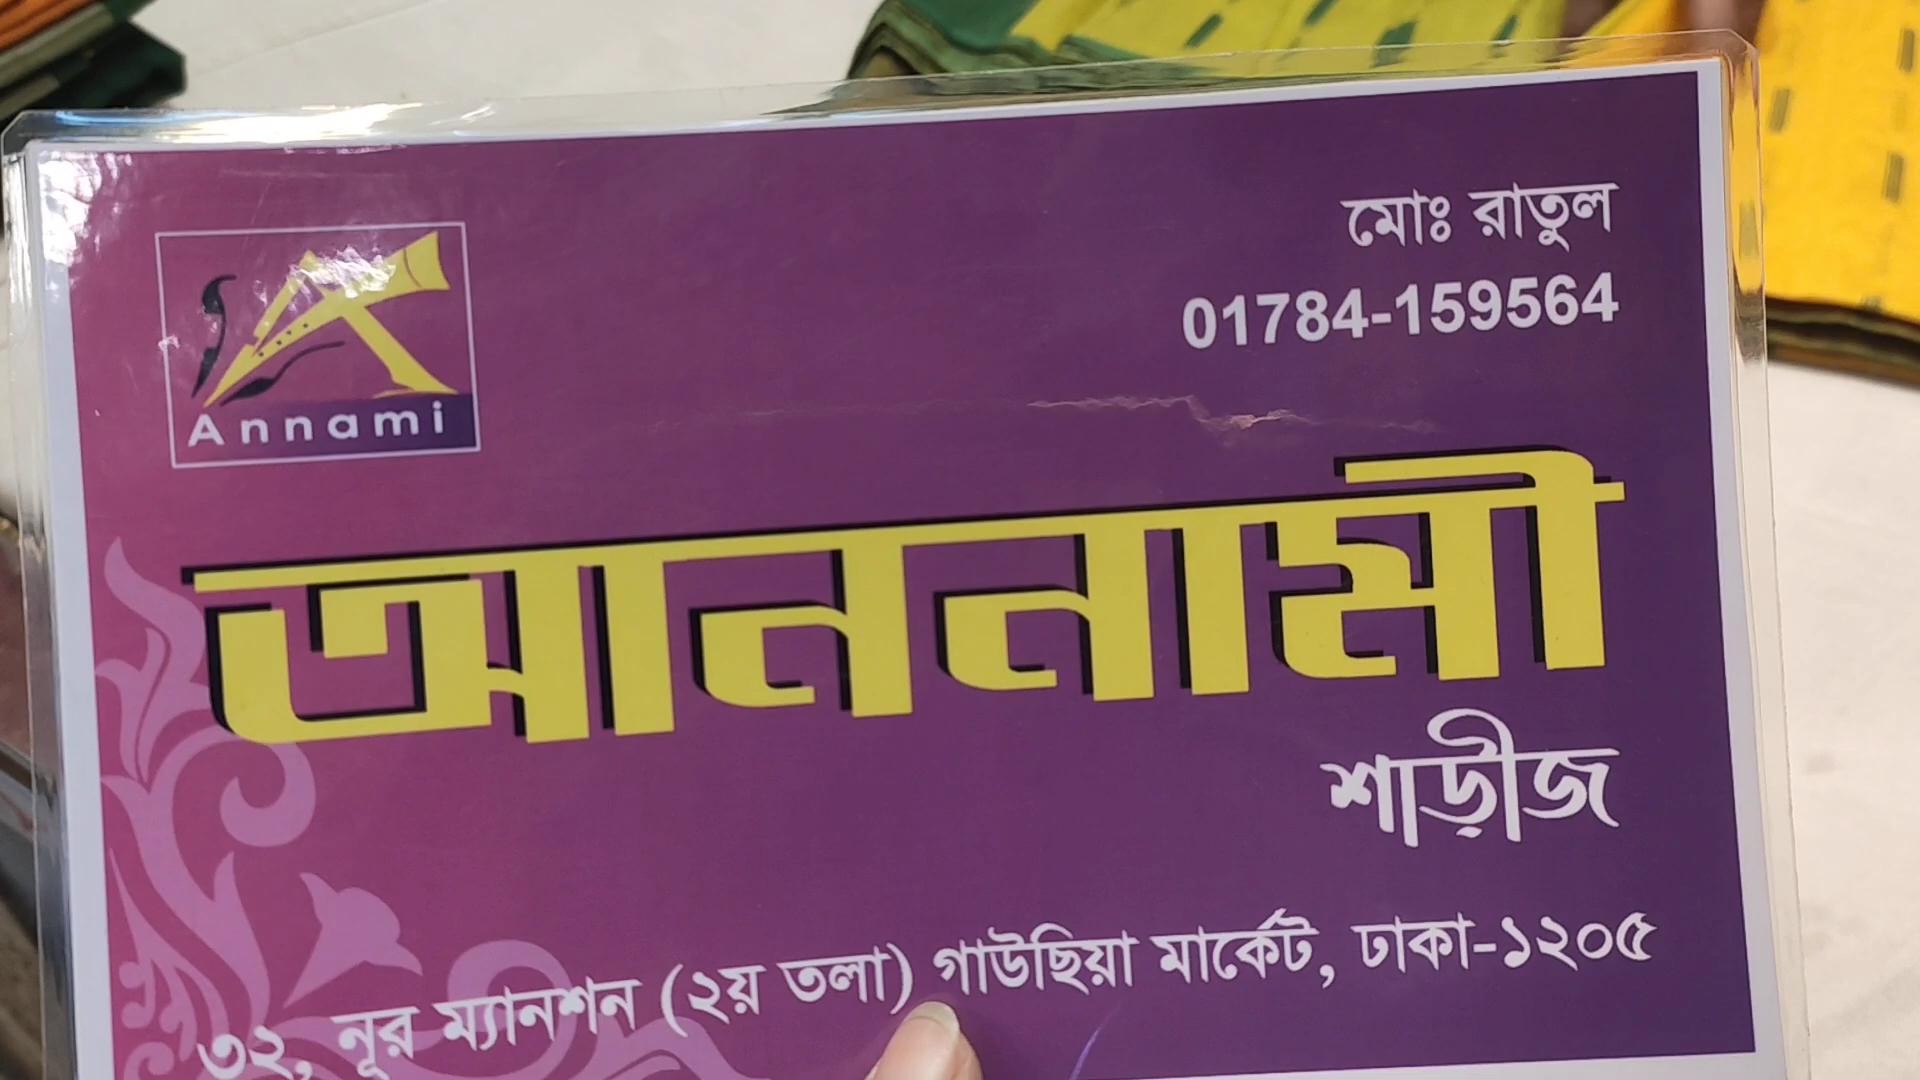 Annami
মোঃ রাতুল
01784-159564
আননামী
শাড়ীজ
৩২, নূর ম্যানশন (২য় তলা) গাউছিয়া মার্কেট, ঢাকা-১২০৫